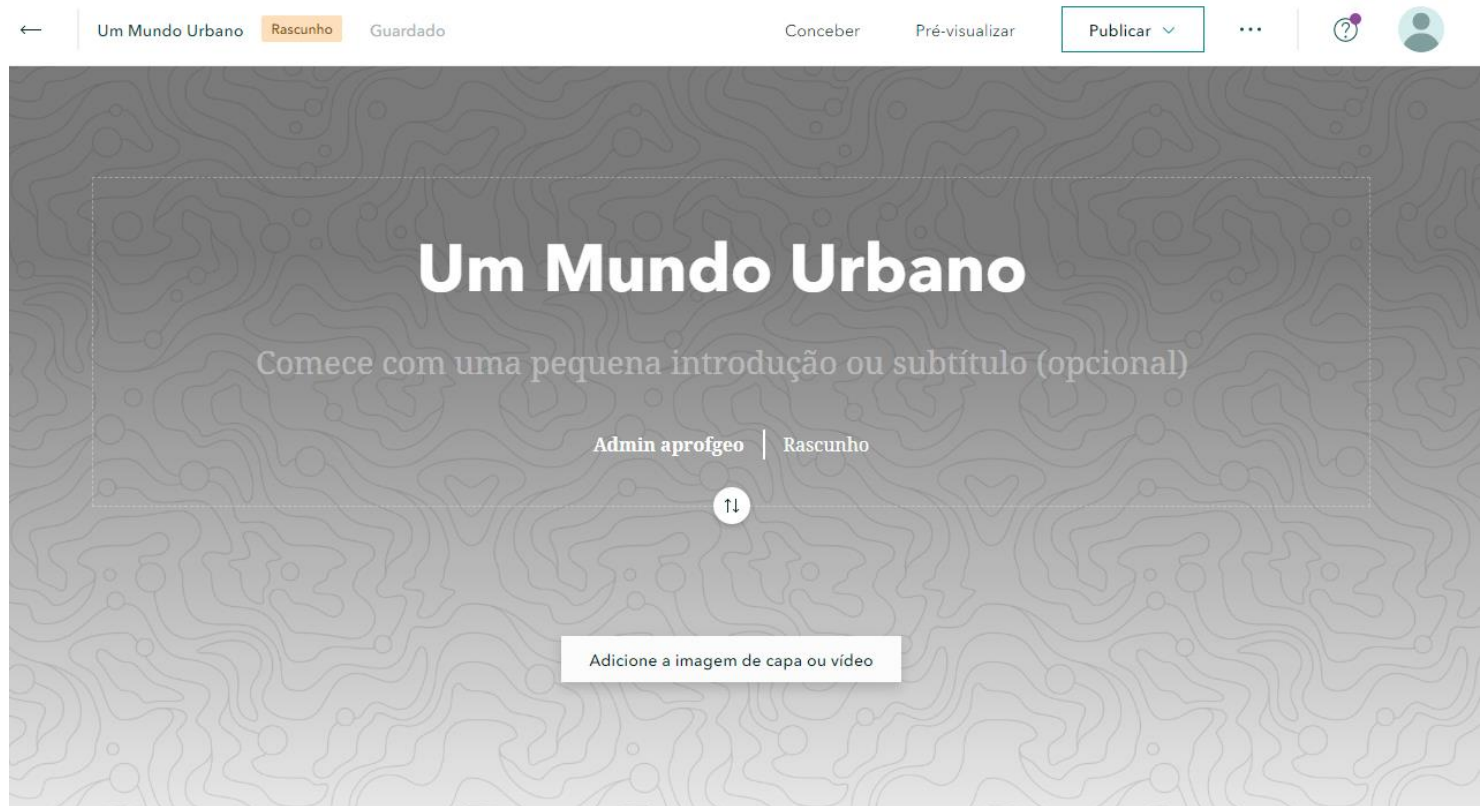 Um Mundo Urbano Rascunho Guardado Conceber Pré-visualizar Publicar
Um Mundo Urbano
Comece com uma pequena introdução ou subtítulo (opcional)
Admin aprofgeo Rascunho
Adicione a imagem de capa ou vídeo